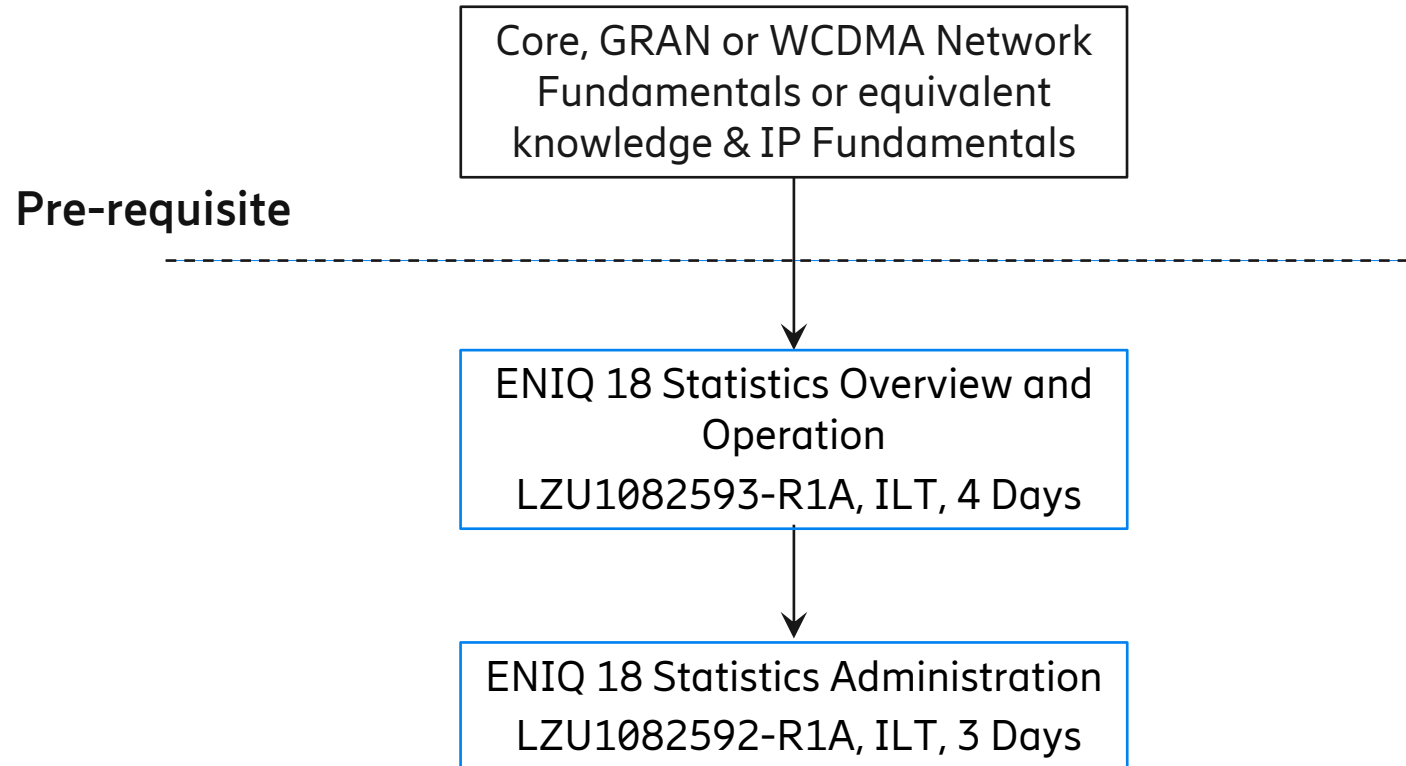 Core, GRAN or WCDMA Network
Fundamentals or equivalent
knowledge & IP Fundamentals
Pre-requisite
ENIQ 18 Statistics Overview and
Operation
LZU1082593-R1A, ILT, 4 Days
ENIQ 18 Statistics Administration
LZU1082592-R1A, ILT, 3 Days